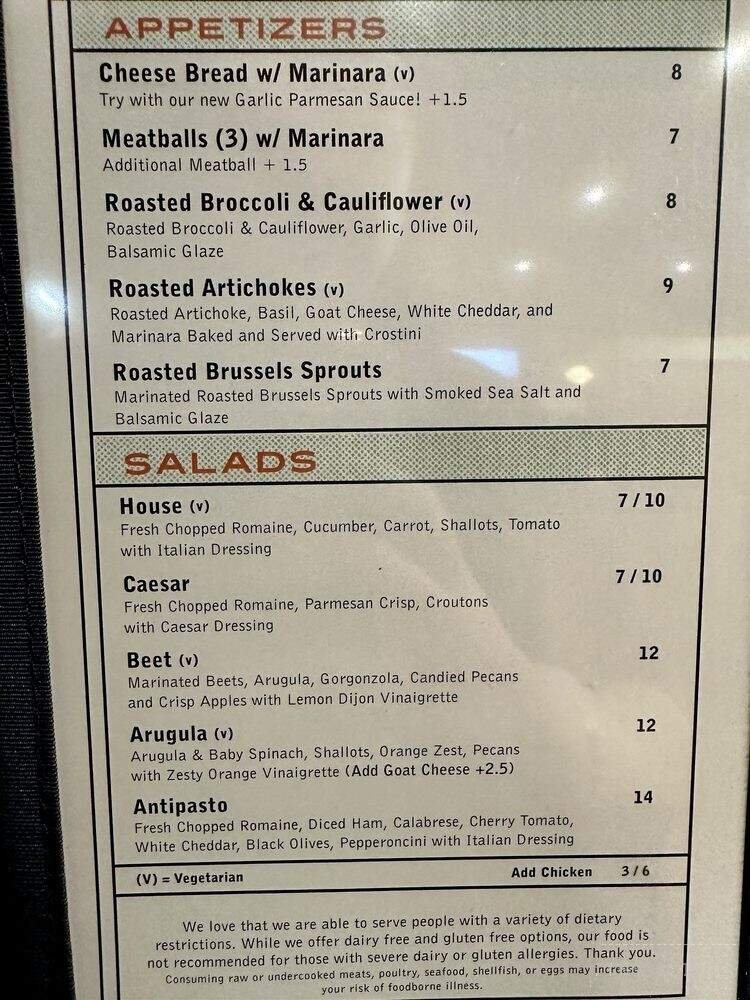 APPETIZERS
Cheese Bread w/ Marinara (v) 8
Try with our new Garlic Parmesan Sauce! +1.5
Meatballs (3) w/ Marinara 7
Additional Meatball + 1.5
Roasted Broccoli & Cauliflower (v) 8
Roasted Broccoli & Cauliflower, Garlic, Olive Oil,
Balsamic Glaze
Roasted Artichokes (v) 9
Roasted Artichoke, Basil, Goat Cheese, White Cheddar, and
Marinara Baked and Served with Crostini
Roasted Brussels Sprouts 7
Marinated Roasted Brussels Sprouts with Smoked Sea Salt and
Balsamic Glaze
SALADS
House (v) 7 / 10
Fresh Chopped Romaine, Cucumber, Carrot, Shallots, Tomato
with Italian Dressing
Caesar 7 / 10
Fresh Chopped Romaine, Parmesan Crisp, Croutons
with Caesar Dressing
Beet (v) 12
Marinated Beets, Arugula, Gorgonzola, Candied Pecans
and Crisp Apples with Lemon Dijon Vinaigrette
Arugula (v) 12
Arugula & Baby Spinach, Shallots, Orange Zest, Pecans
with Zesty Orange Vinaigrette (Add Goat Cheese +2.5)
Antipasto 14
Fresh Chopped Romaine, Diced Ham, Calabrese, Cherry Tomato,
White Cheddar, Black Olives, Pepperoncini with Italian Dressing
(V) = Vegetarian Add Chicken 3 / 6
We love that we are able to serve people with a variety of dietary
restrictions. While we offer dairy free and gluten free options, our food is
not recommended for those with severe dairy or gluten allergies. Thank you.
Consuming raw or undercooked meats, poultry, seafood, shellfish, or eggs may increase
your risk of foodborne illness.